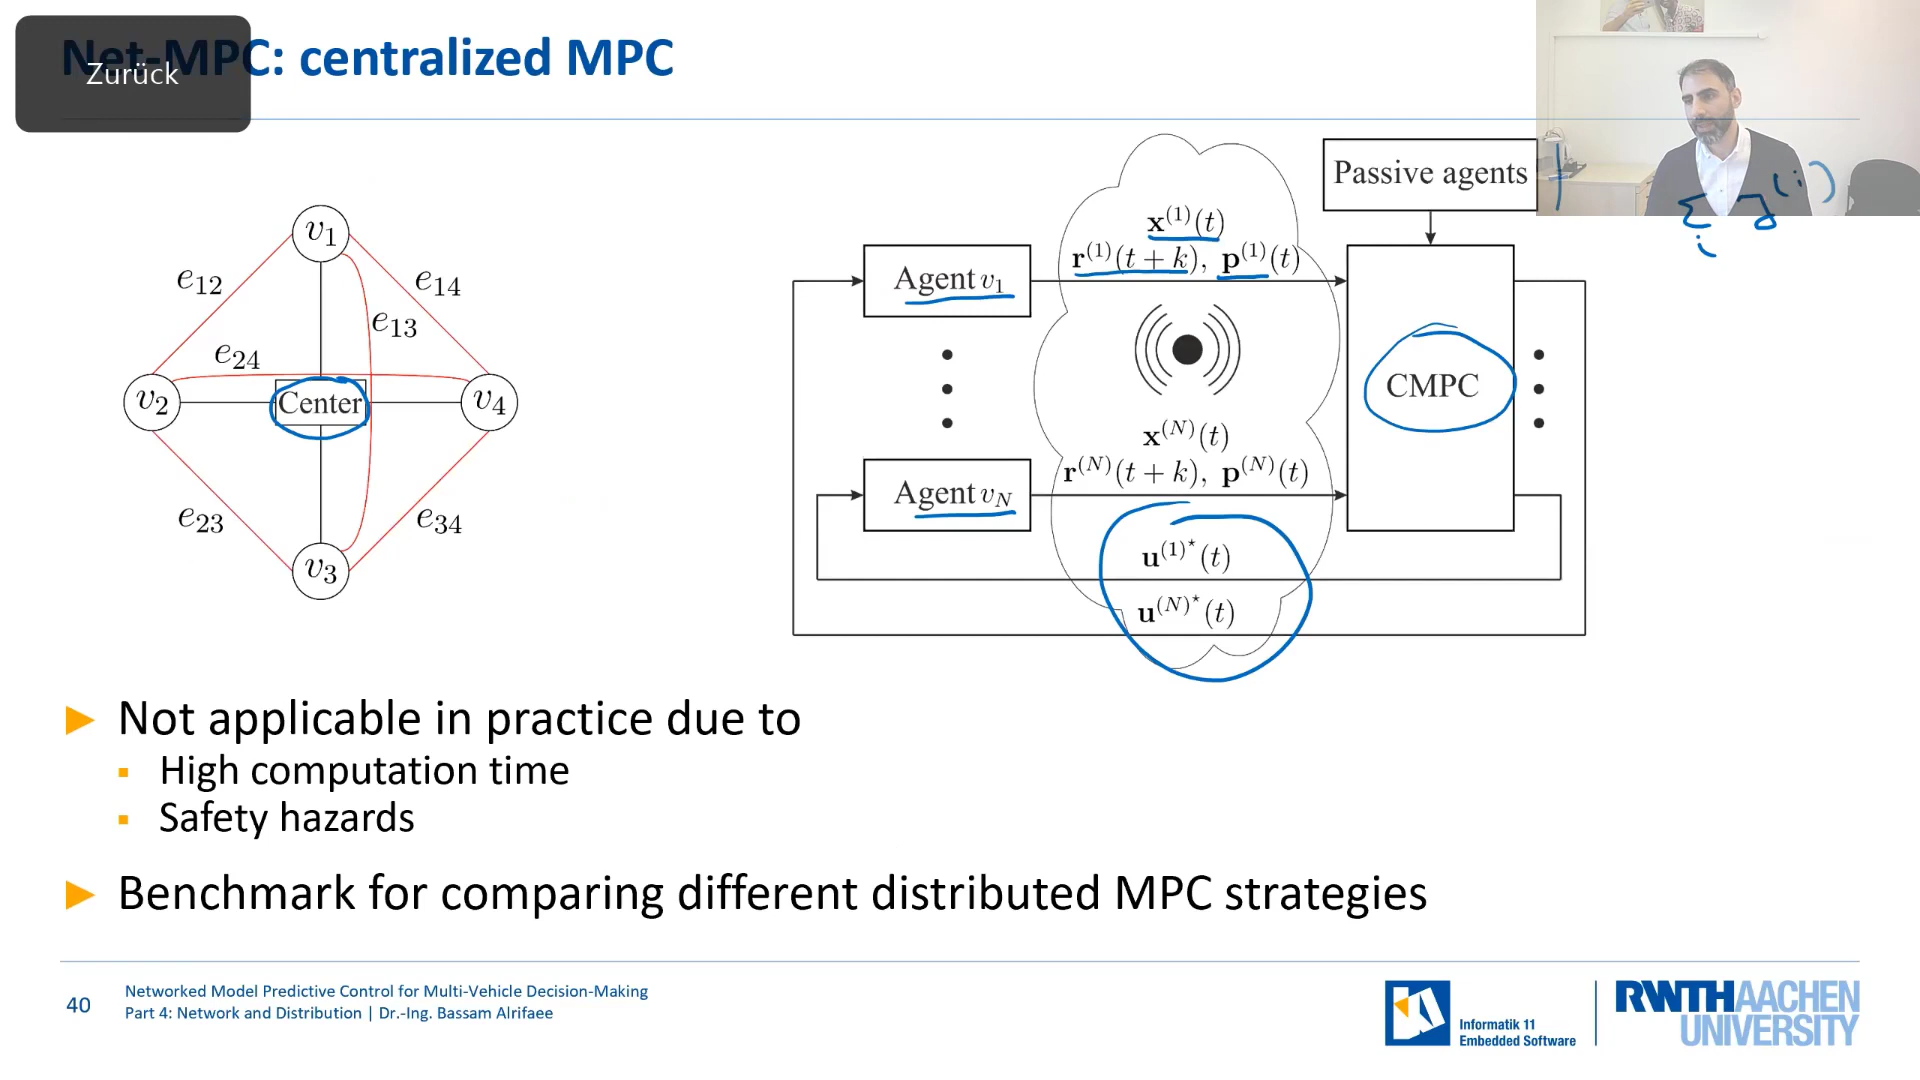 Net-MPC: centralized MPC
Zurück
v₁
e₁₂
e₁₄
e₁₃
e₂₄
v₂
Center
v₄
e₂₃
e₃₄
v₃
Passive agents
x⁽¹⁾(t)
r⁽¹⁾(t + k), p⁽¹⁾(t)
Agent v₁
CMPC
x⁽ᴺ⁾(t)
r⁽ᴺ⁾(t + k), p⁽ᴺ⁾(t)
Agent v_N
u⁽¹⁾*(t)
u⁽ᴺ⁾*(t)
► Not applicable in practice due to
▪ High computation time
▪ Safety hazards
► Benchmark for comparing different distributed MPC strategies
40
Networked Model Predictive Control for Multi-Vehicle Decision-Making
Part 4: Network and Distribution | Dr.-Ing. Bassam Alrifaee
Informatik 11
Embedded Software
RWTH AACHEN
UNIVERSITY